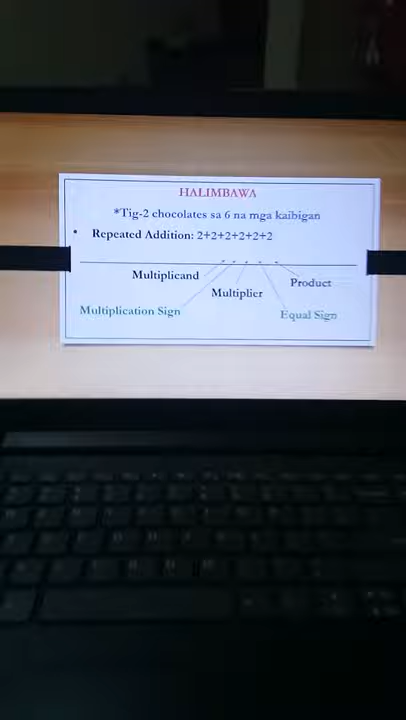 HALIMBAWA
*Tig-2 chocolates sa 6 na mga kaibigan
• Repeated Addition: 2+2+2+2+2+2
Multiplicand
Product
Multiplier
Multiplication Sign
Equal Sign